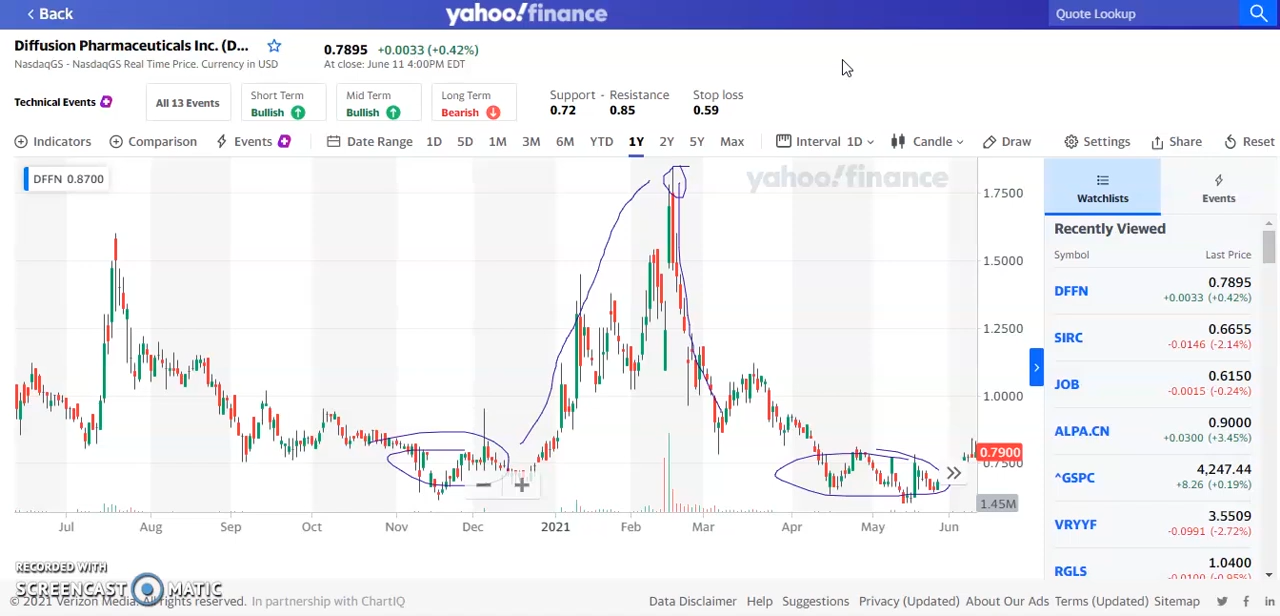 Back
yahoo!finance
Quote Lookup
Diffusion Pharmaceuticals Inc. (D...
0.7895 +0.0033 (+0.42%)
NasdaqGS - NasdaqGS Real Time Price. Currency in USD
At close: June 11 4:00PM EDT
Technical Events
All 13 Events
Short Term
Bullish
Mid Term
Bullish
Long Term
Bearish
Support - Resistance
0.72 0.85
Stop loss
0.59
Indicators Comparison Events Date Range 1D 5D 1M 3M 6M YTD 1Y 2Y 5Y Max Interval 1D Candle Draw Settings Share Reset
DFFN 0.8700
yahoo!finance
1.7500
1.5000
1.2500
1.0000
0.7900
0.7500
1.45M
Jul Aug Sep Oct Nov Dec 2021 Feb Mar Apr May Jun
Watchlists
Events
Recently Viewed
Symbol Last Price
DFFN 0.7895
+0.0033 (+0.42%)
SIRC 0.6655
-0.0146 (-2.14%)
JOB 0.6150
-0.0015 (-0.24%)
ALPA.CN 0.9000
+0.0300 (+3.45%)
^GSPC 4,247.44
+8.26 (+0.19%)
VRYYF 3.5509
-0.0991 (-2.72%)
RGLS 1.0400
RECORDED WITH
SCREENCAST MATIC
© 2021 Verizon Media. All rights reserved. In partnership with ChartIQ
Data Disclaimer Help Suggestions Privacy (Updated) About Our Ads Terms (Updated) Sitemap